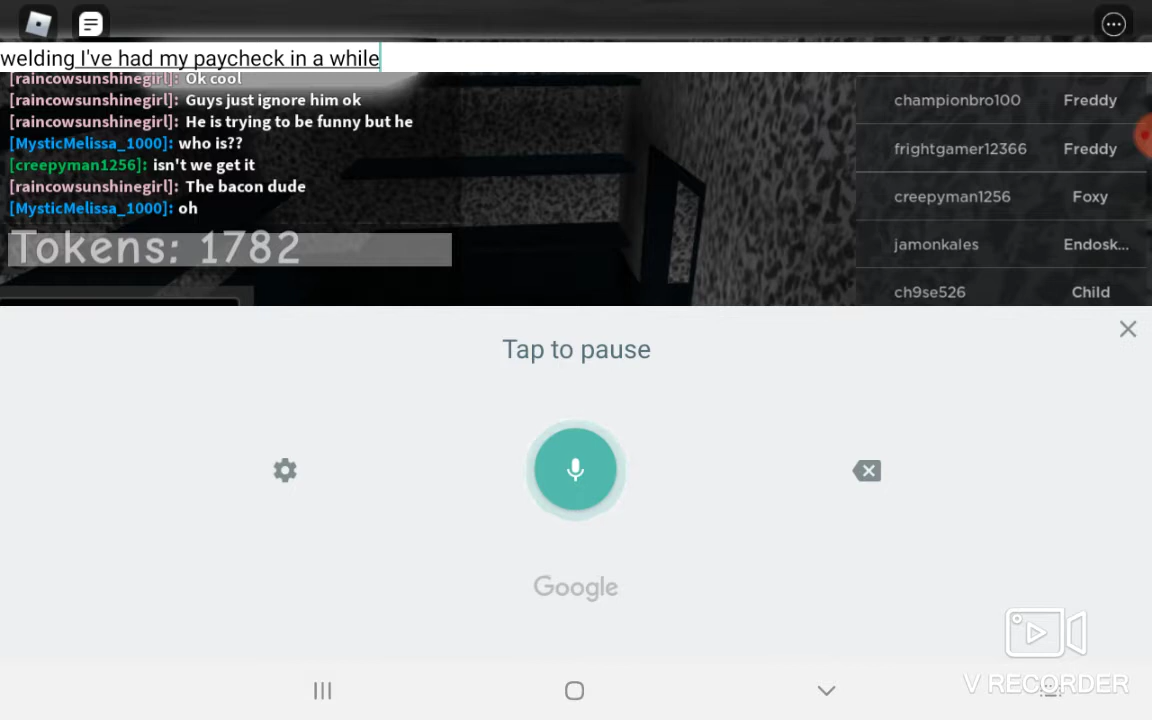 welding I've had my paycheck in a while
[raincowsunshinegirl]: Ok cool
[raincowsunshinegirl]: Guys just ignore him ok
[raincowsunshinegirl]: He is trying to be funny but he
[MysticMelissa_1000]: who is??
[creepyman1256]: isn't we get it
[raincowsunshinegirl]: The bacon dude
[MysticMelissa_1000]: oh
Tokens: 1782
championbro100 Freddy
frightgamer12366 Freddy
creepyman1256 Foxy
jamonkales Endosk...
ch9se526 Child
Tap to pause
Google
V RECORDER